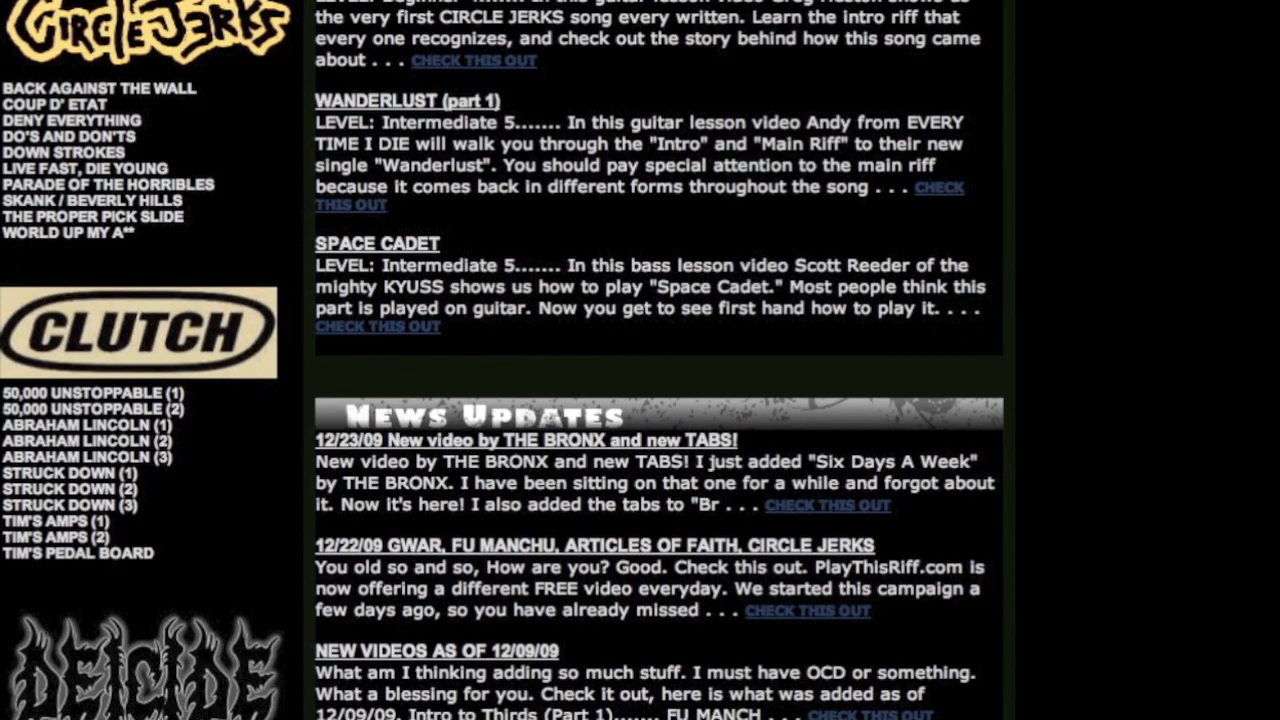 CIRCLE JERKS
BACK AGAINST THE WALL
COUP D' ETAT
DENY EVERYTHING
DO'S AND DON'TS
DOWN STROKES
LIVE FAST, DIE YOUNG
PARADE OF THE HORRIBLES
SKANK / BEVERLY HILLS
THE PROPER PICK SLIDE
WORLD UP MY A**
CLUTCH
50,000 UNSTOPPABLE (1)
50,000 UNSTOPPABLE (2)
ABRAHAM LINCOLN (1)
ABRAHAM LINCOLN (2)
ABRAHAM LINCOLN (3)
STRUCK DOWN (1)
STRUCK DOWN (2)
STRUCK DOWN (3)
TIM'S AMPS (1)
TIM'S AMPS (2)
TIM'S PEDAL BOARD
DEICIDE
the very first CIRCLE JERKS song every written. Learn the intro riff that
every one recognizes, and check out the story behind how this song came
about . . . CHECK THIS OUT
WANDERLUST (part 1)
LEVEL: Intermediate 5....... In this guitar lesson video Andy from EVERY
TIME I DIE will walk you through the "Intro" and "Main Riff" to their new
single "Wanderlust". You should pay special attention to the main riff
because it comes back in different forms throughout the song . . . CHECK
THIS OUT
SPACE CADET
LEVEL: Intermediate 5....... In this bass lesson video Scott Reeder of the
mighty KYUSS shows us how to play "Space Cadet." Most people think this
part is played on guitar. Now you get to see first hand how to play it. . . .
CHECK THIS OUT
News Updates
12/23/09 New video by THE BRONX and new TABS!
New video by THE BRONX and new TABS! I just added "Six Days A Week"
by THE BRONX. I have been sitting on that one for a while and forgot about
it. Now it's here! I also added the tabs to "Br . . . CHECK THIS OUT
12/22/09 GWAR, FU MANCHU, ARTICLES OF FAITH, CIRCLE JERKS
You old so and so, How are you? Good. Check this out. PlayThisRiff.com is
now offering a different FREE video everyday. We started this campaign a
few days ago, so you have already missed . . . CHECK THIS OUT
NEW VIDEOS AS OF 12/09/09
What am I thinking adding so much stuff. I must have OCD or something.
What a blessing for you. Check it out, here is what was added as of
12/09/09. Intro to Thirds (Part 1)....... FU MANCH . . . CHECK THIS OUT